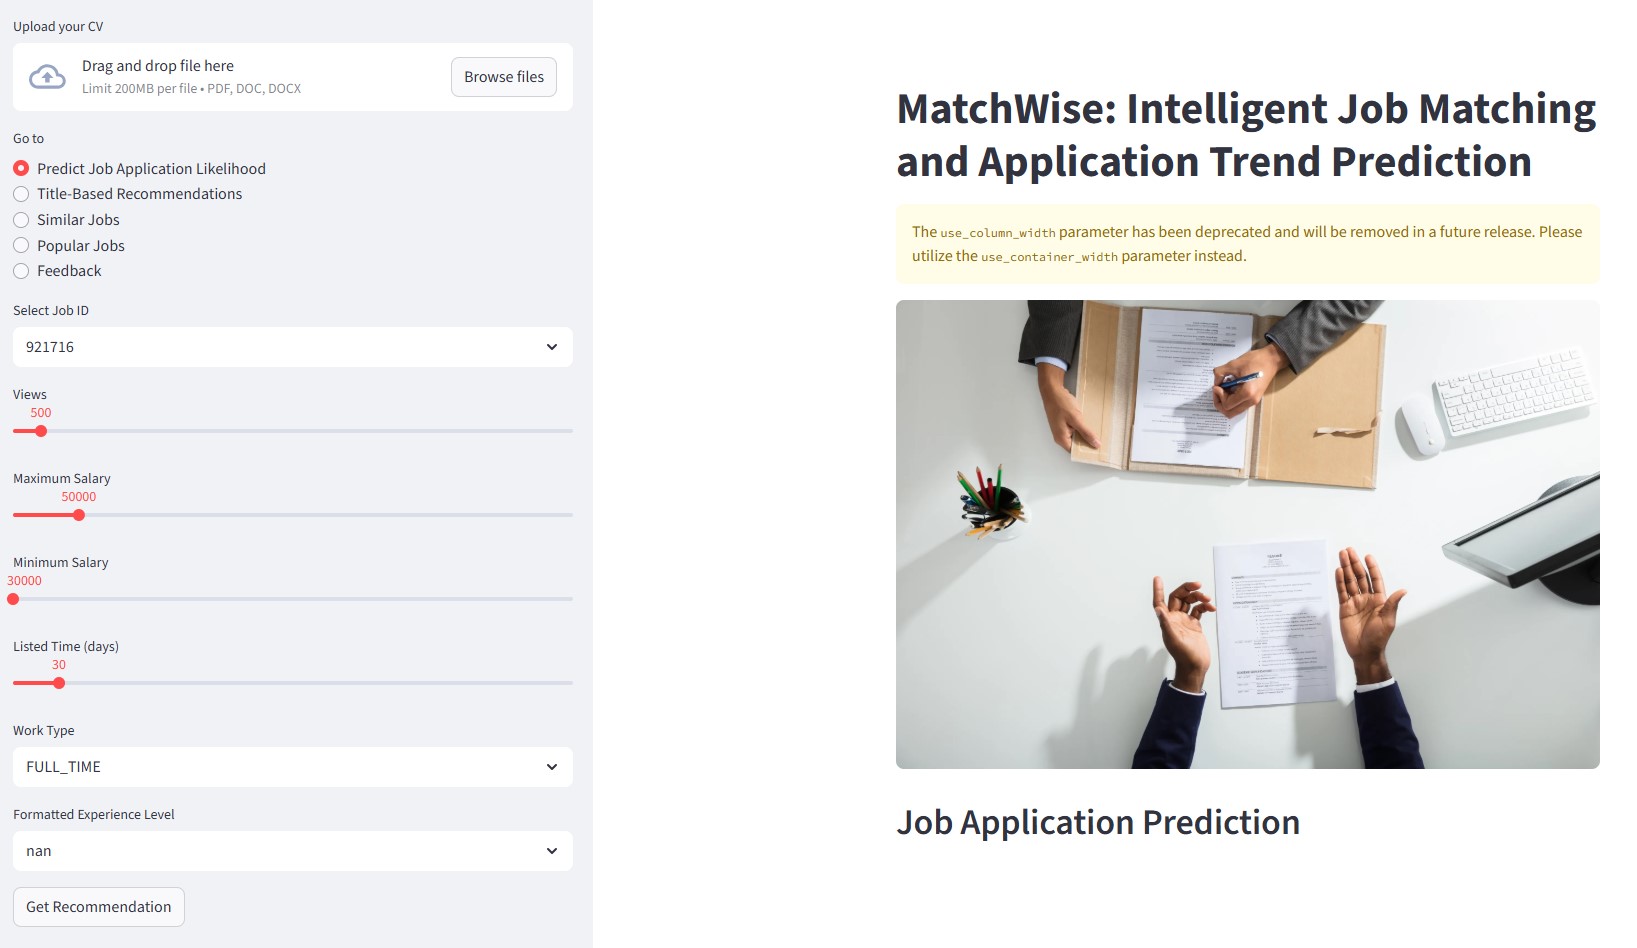 Upload your CV
Drag and drop file here
Limit 200MB per file • PDF, DOC, DOCX
Browse files
Go to
Predict Job Application Likelihood
Title-Based Recommendations
Similar Jobs
Popular Jobs
Feedback
Select Job ID
921716
Views
500
Maximum Salary
50000
Minimum Salary
30000
Listed Time (days)
30
Work Type
FULL_TIME
Formatted Experience Level
nan
Get Recommendation
MatchWise: Intelligent Job Matching
and Application Trend Prediction
The use_column_width parameter has been deprecated and will be removed in a future release. Please
utilize the use_container_width parameter instead.
Job Application Prediction